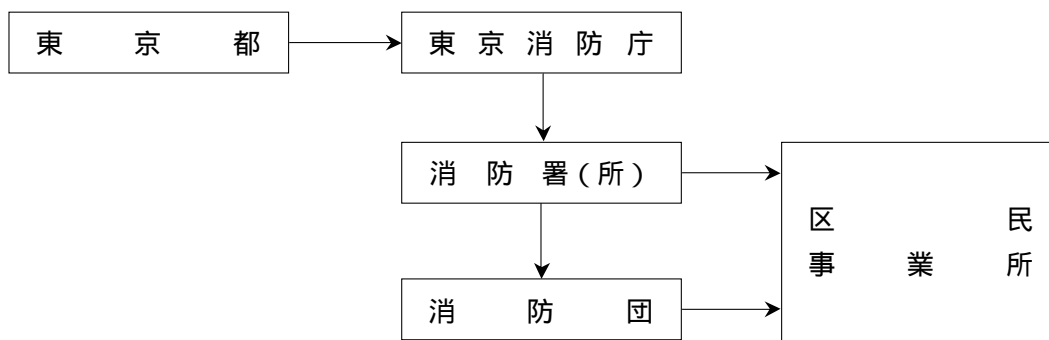 東京都
東京消防庁
消防署(所)
区民
事業所
消防団